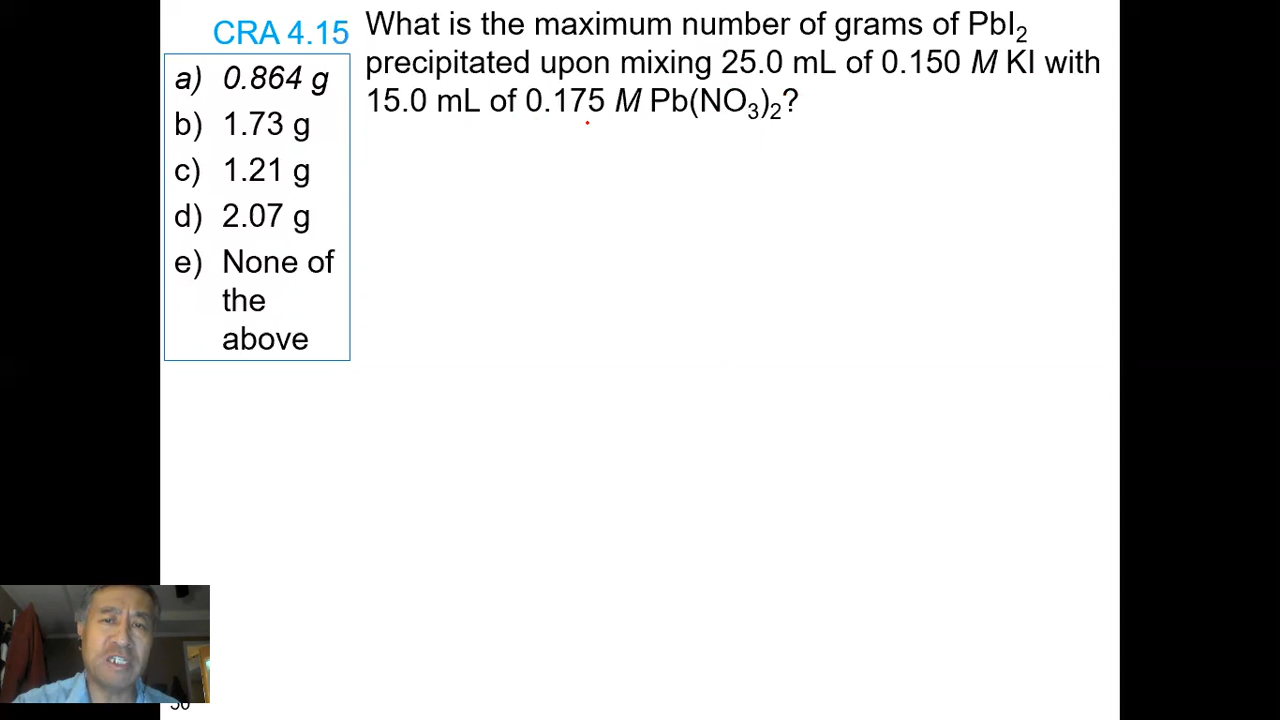 CRA 4.15
a) 0.864 g
b) 1.73 g
c) 1.21 g
d) 2.07 g
e) None of
the
above
What is the maximum number of grams of PbI₂
precipitated upon mixing 25.0 mL of 0.150 M KI with
15.0 mL of 0.175 M Pb(NO₃)₂?